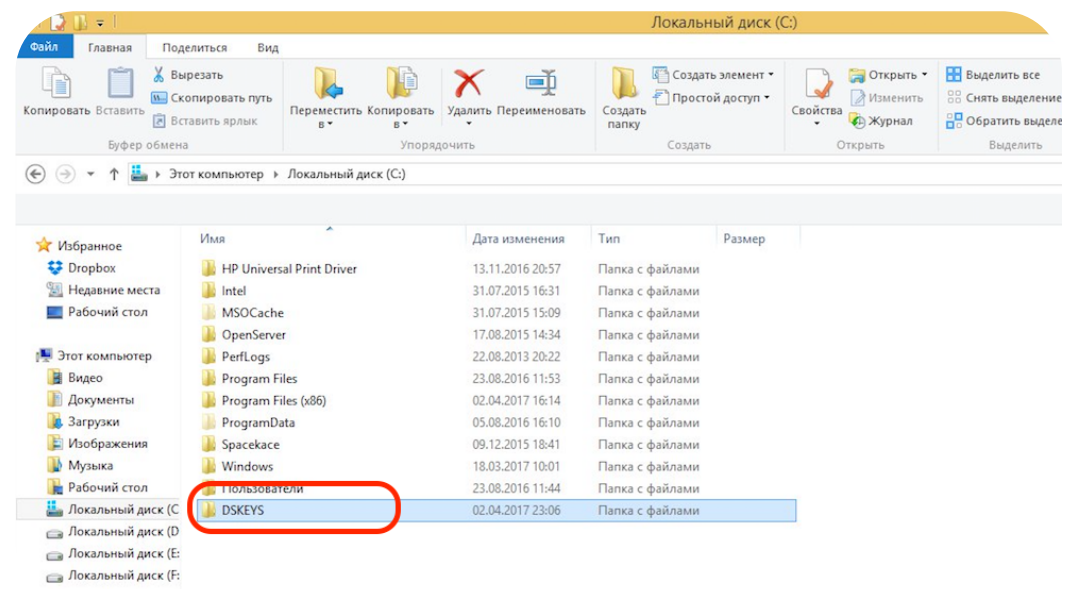 Локальный диск (C:)
Файл Главная Поделиться Вид
Копировать Вставить Вырезать Скопировать путь Вставить ярлык
Переместить в Копировать в Удалить Переименовать
Создать папку Создать элемент Простой доступ
Свойства Открыть Изменить Журнал
Выделить все Снять выделение Обратить выделе
Буфер обмена Упорядочить Создать Открыть Выделить
Этот компьютер Локальный диск (C:)
Имя Дата изменения Тип Размер
Избранное
Dropbox
Недавние места
Рабочий стол
Этот компьютер
Видео
Документы
Загрузки
Изображения
Музыка
Рабочий стол
Локальный диск (C
Локальный диск (D
Локальный диск (E:
Локальный диск (F:
HP Universal Print Driver 13.11.2016 20:57 Папка с файлами
Intel 31.07.2015 16:31 Папка с файлами
MSOCache 31.07.2015 15:09 Папка с файлами
OpenServer 17.08.2015 14:34 Папка с файлами
PerfLogs 22.08.2013 20:22 Папка с файлами
Program Files 23.08.2016 11:53 Папка с файлами
Program Files (x86) 02.04.2017 16:14 Папка с файлами
ProgramData 05.08.2016 16:10 Папка с файлами
Spacekace 09.12.2015 18:41 Папка с файлами
Windows 18.03.2017 10:01 Папка с файлами
Пользователи 23.08.2016 11:44 Папка с файлами
DSKEYS 02.04.2017 23:06 Папка с файлами